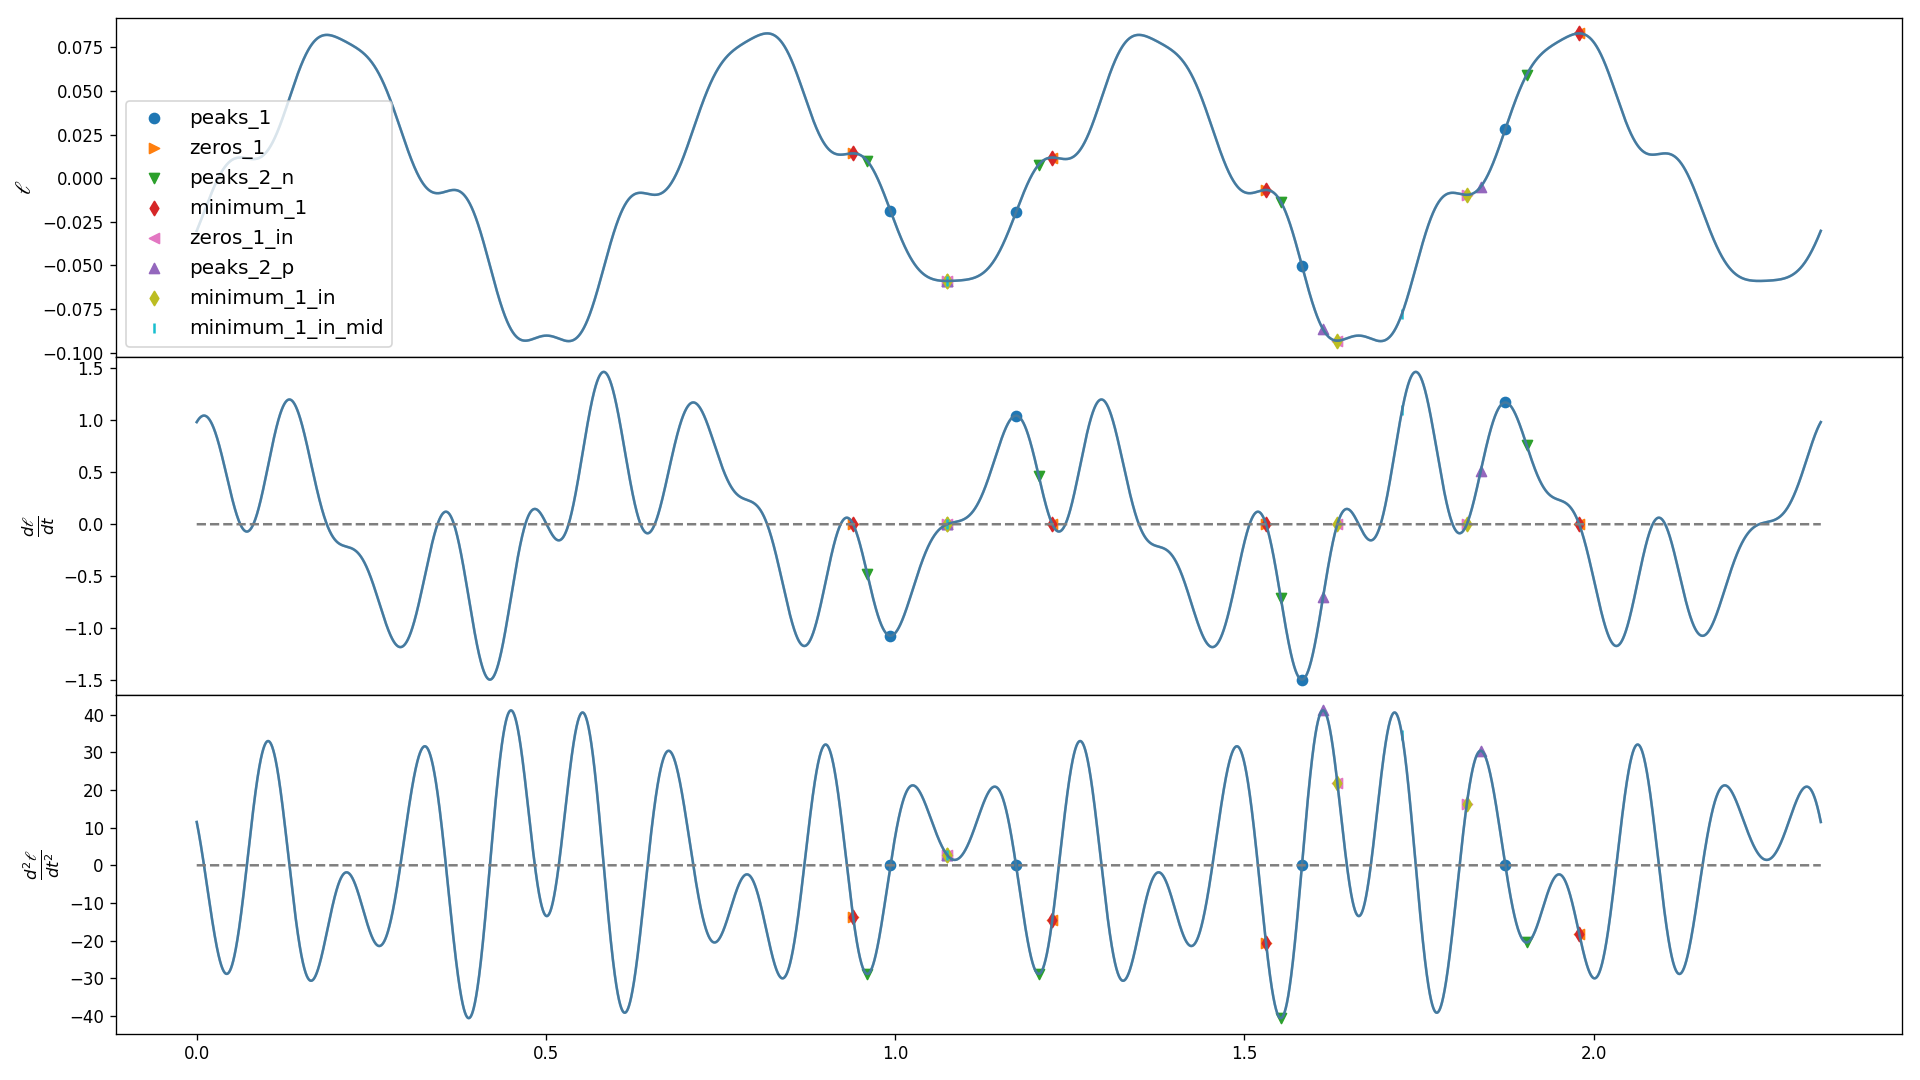 0.075
0.050
0.025
0.000
−0.025
−0.050
−0.075
−0.100
ℓ
peaks_1
zeros_1
peaks_2_n
minimum_1
zeros_1_in
peaks_2_p
minimum_1_in
minimum_1_in_mid
1.5
1.0
0.5
0.0
−0.5
−1.0
−1.5
dℓ
dt
40
30
20
10
0
−10
−20
−30
−40
d²ℓ
dt²
0.0 0.5 1.0 1.5 2.0